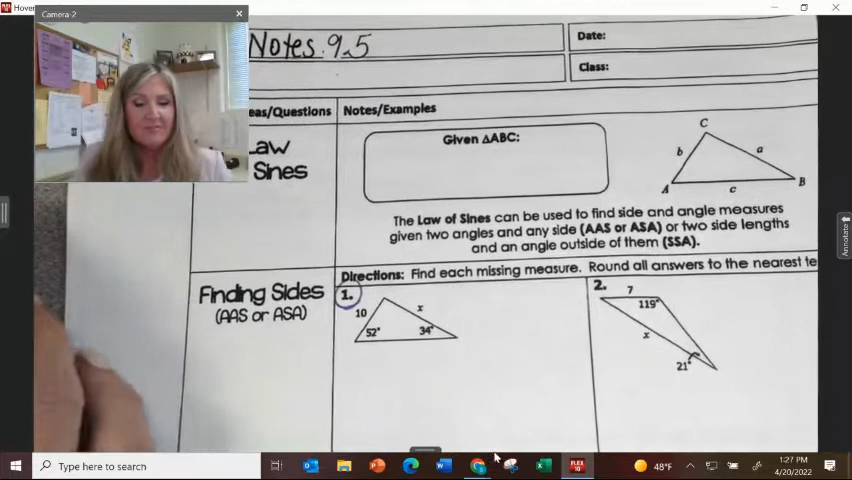 Hover
Camera-2
Notes 9.5
Date:
Class:
eas/Questions
Notes/Examples
Law
Sines
Given △ABC:
C
b
a
A
c
B
The Law of Sines can be used to find side and angle measures
given two angles and any side (AAS or ASA) or two side lengths
and an angle outside of them (SSA).
Directions: Find each missing measure. Round all answers to the nearest te
Finding Sides
(AAS or ASA)
1.
10
x
52°
34°
2.
7
119°
x
21°
Annotate
Type here to search
FLEX
10
48°F
1:27 PM
4/20/2022